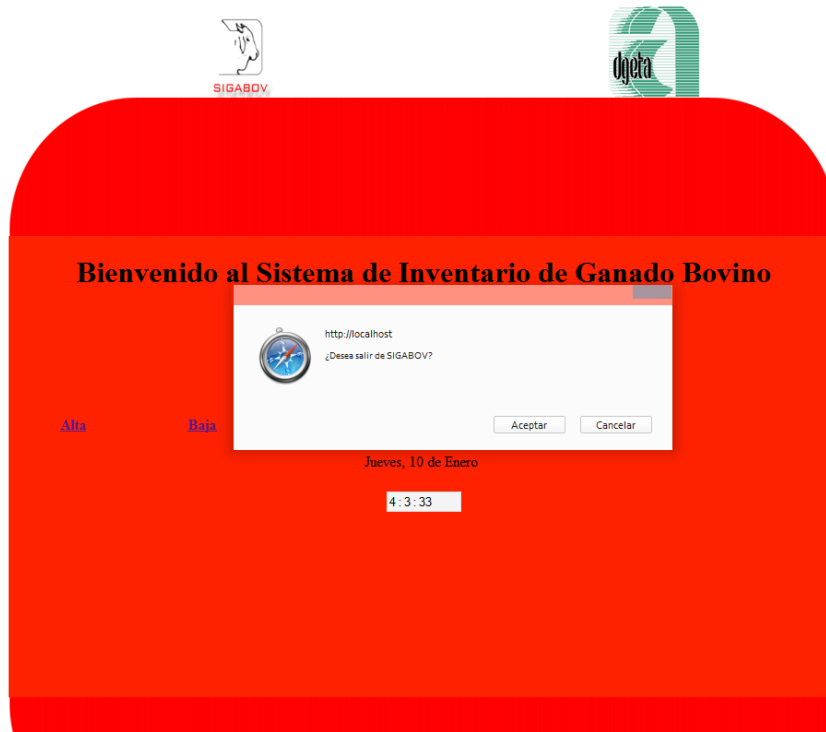 SIGABOV
dgeta
Bienvenido al Sistema de Inventario de Ganado Bovino
http://localhost
¿Desea salir de SIGABOV?
Aceptar Cancelar
Alta Baja
Jueves, 10 de Enero
4 : 3 : 33